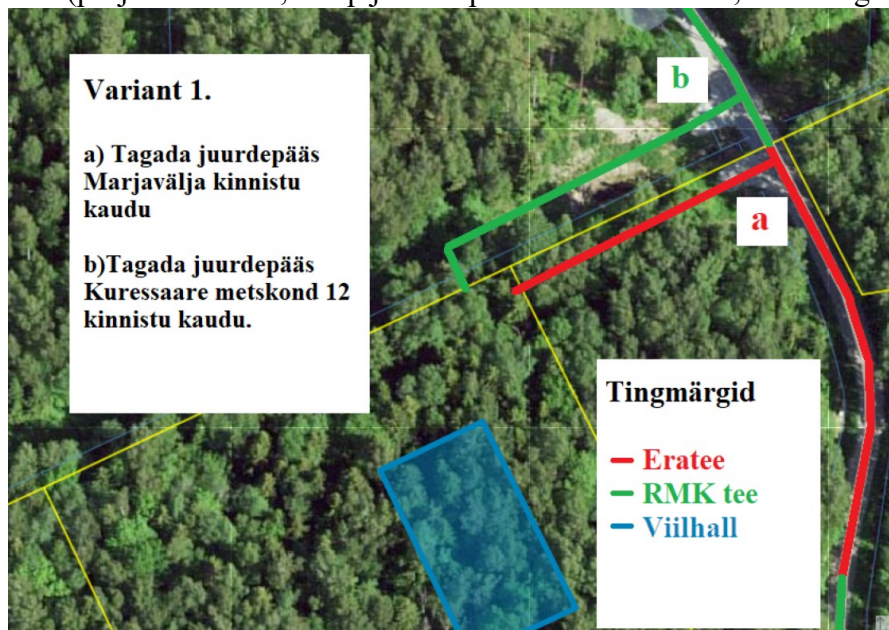 Variant 1.
a) Tagada juurdepääs
Marjavälja kinnistu
kaudu
b)Tagada juurdepääs
Kuressaare metskond 12
kinnistu kaudu.
b
a
Tingmärgid
Eratee
RMK tee
Viilhall